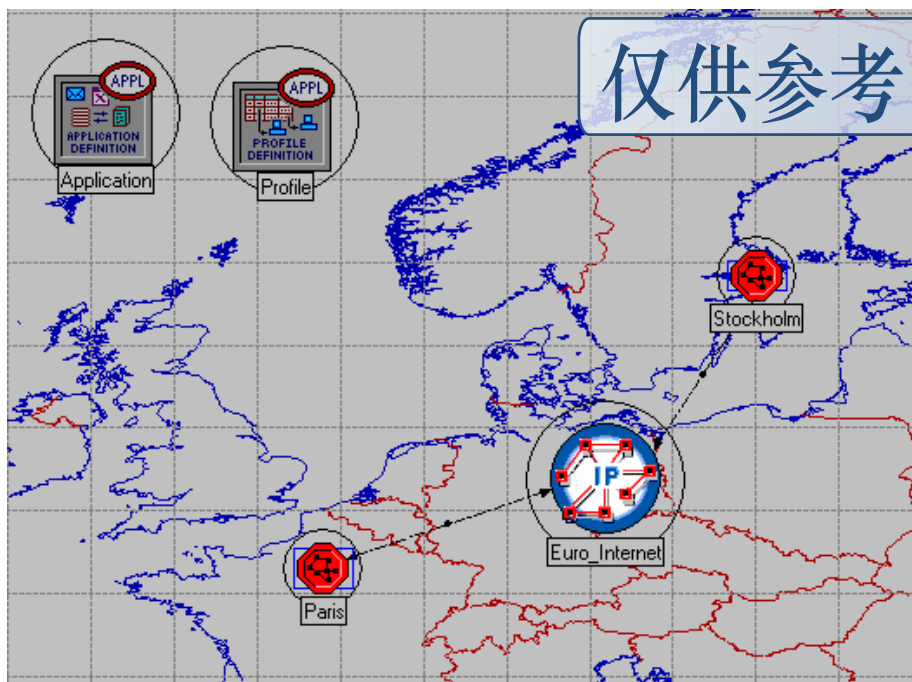 仅供参考
APPL
APPLICATION
DEFINITION
Application
APPL
PROFILE
DEFINITION
Profile
Stockholm
IP
Euro_Internet
Paris